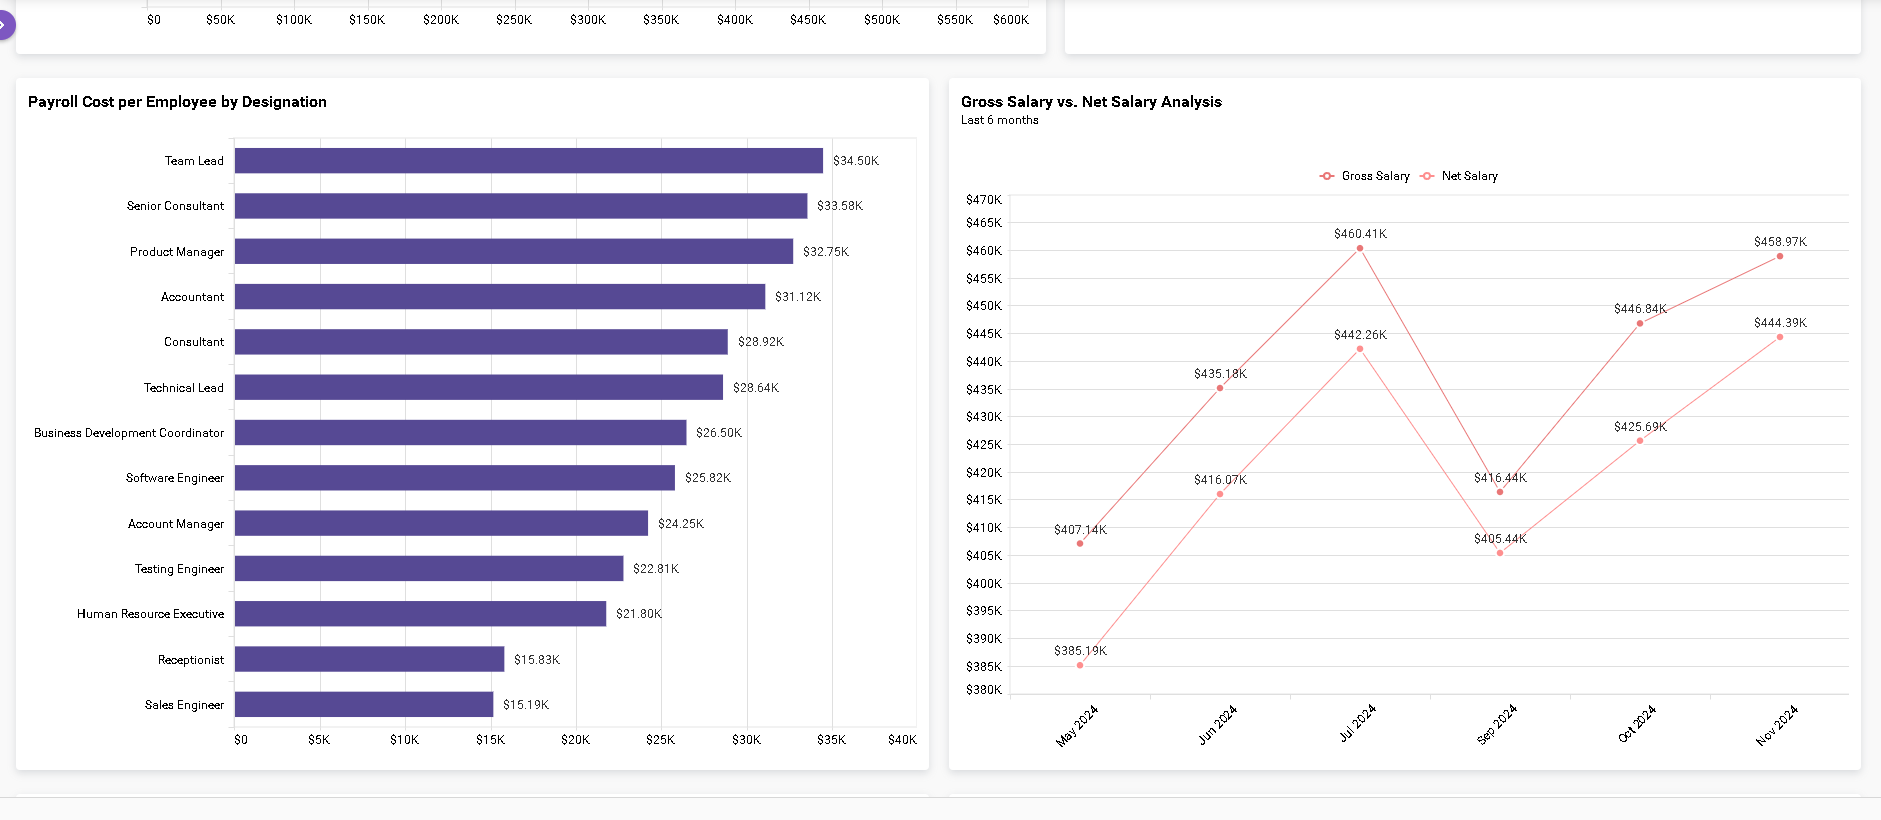 $0 $50K $100K $150K $200K $250K $300K $350K $400K $450K $500K $550K $600K
Payroll Cost per Employee by Designation
Team Lead $34.50K
Senior Consultant $33.58K
Product Manager $32.75K
Accountant $31.12K
Consultant $28.92K
Technical Lead $28.64K
Business Development Coordinator $26.50K
Software Engineer $25.82K
Account Manager $24.25K
Testing Engineer $22.81K
Human Resource Executive $21.80K
Receptionist $15.83K
Sales Engineer $15.19K
$0 $5K $10K $15K $20K $25K $30K $35K $40K
Gross Salary vs. Net Salary Analysis
Last 6 months
Gross Salary Net Salary
$470K
$465K
$460K
$455K
$450K
$445K
$440K
$435K
$430K
$425K
$420K
$415K
$410K
$405K
$400K
$395K
$390K
$385K
$380K
$407.14K $435.18K $460.41K $416.44K $446.84K $458.97K
$385.19K $416.07K $442.26K $405.44K $425.69K $444.39K
May 2024 Jun 2024 Jul 2024 Sep 2024 Oct 2024 Nov 2024